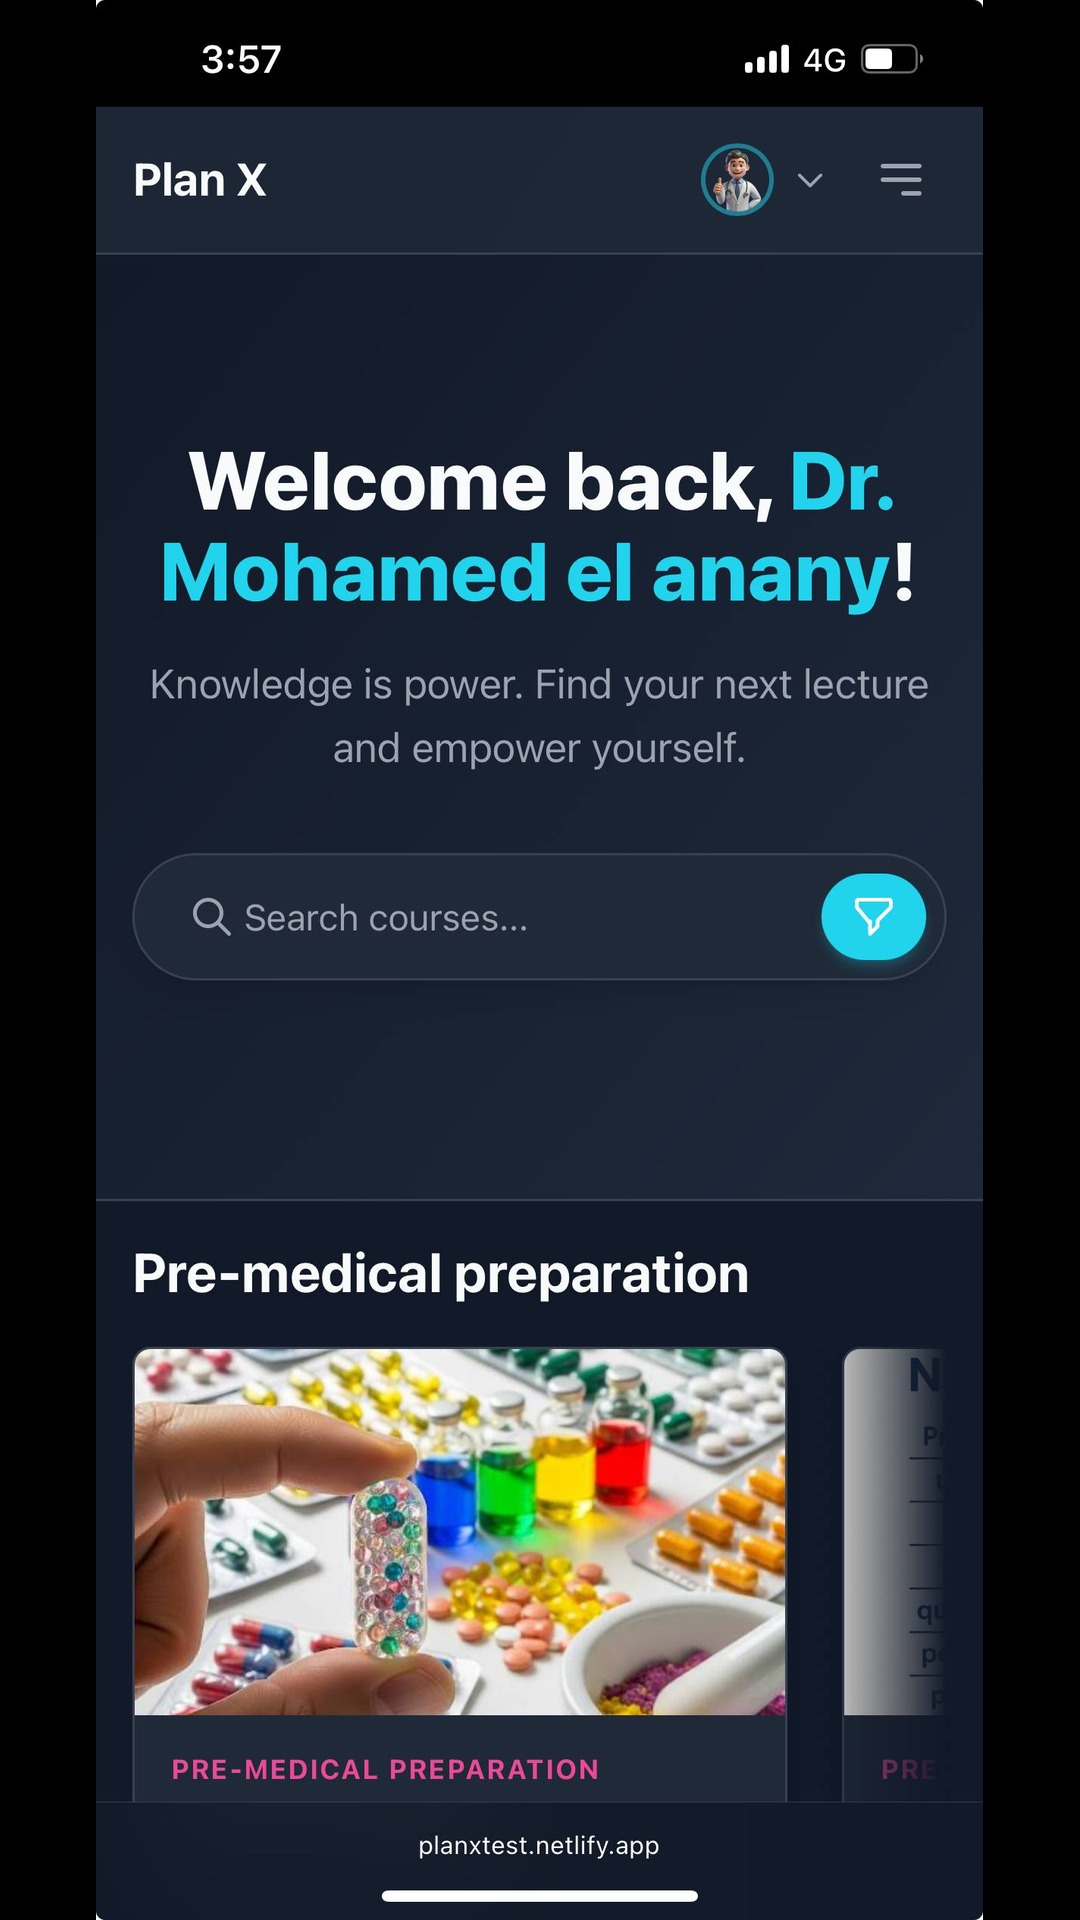 3:57
4G
Plan X
Welcome back, Dr.
Mohamed el anany!
Knowledge is power. Find your next lecture
and empower yourself.
Search courses...
Pre-medical preparation
PRE-MEDICAL PREPARATION
planxtest.netlify.app